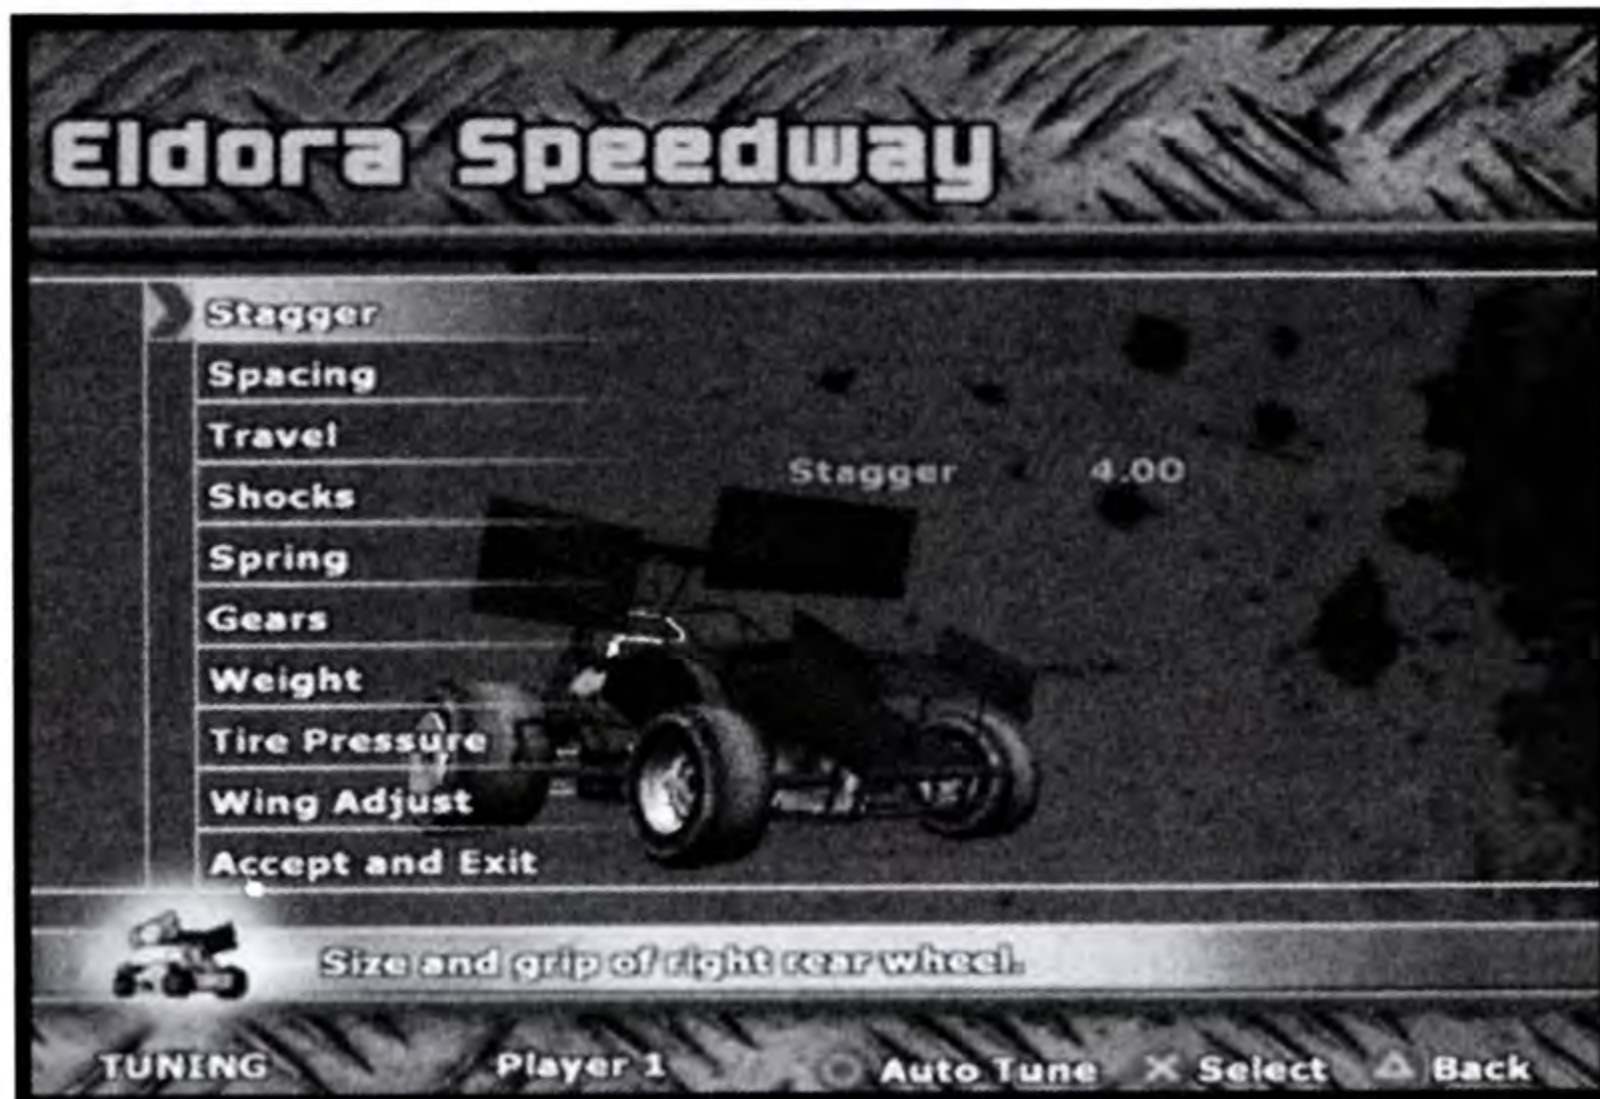 Eldora Speedway
Stagger
Spacing
Travel
Stagger 4.00
Shocks
Spring
Gears
Weight
Tire Pressure
Wing Adjust
Accept and Exit
Size and grip of right rear wheel.
TUNING Player 1 Auto Tune Select Back